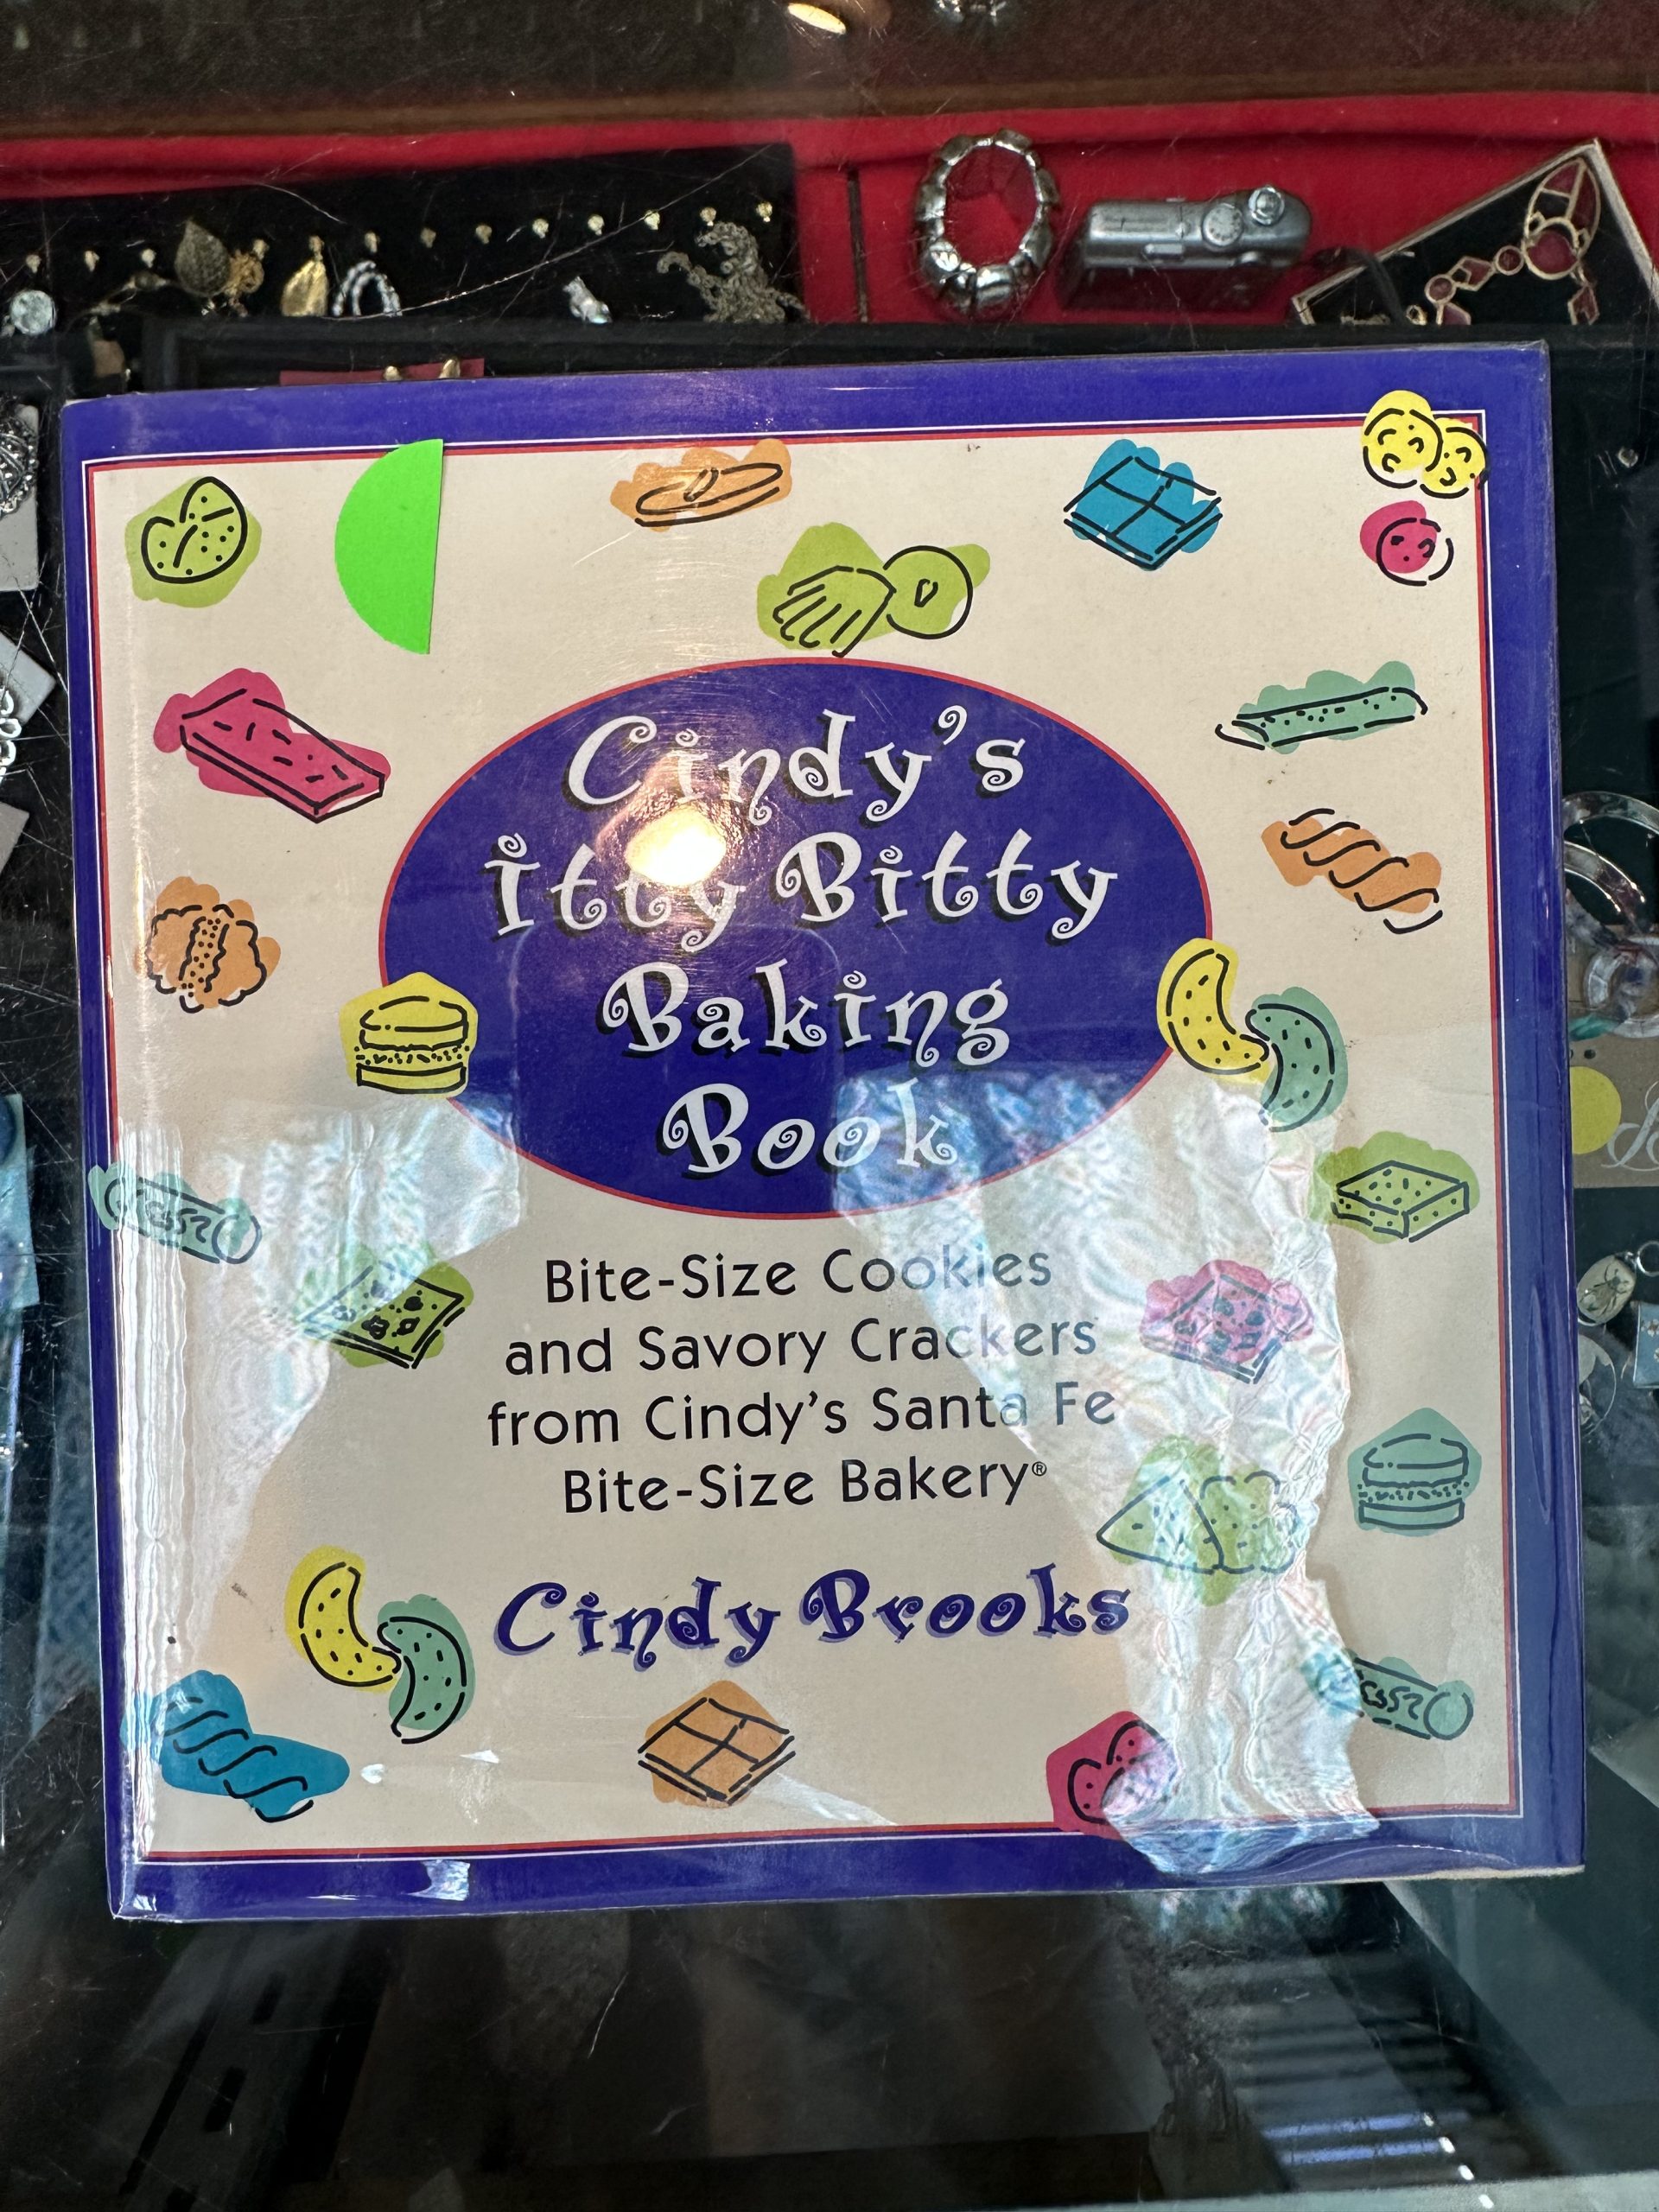 Cindy's
Itty Bitty
Baking
Book
Bite-Size Cookies
and Savory Crackers
from Cindy's Santa Fe
Bite-Size Bakery®
Cindy Brooks